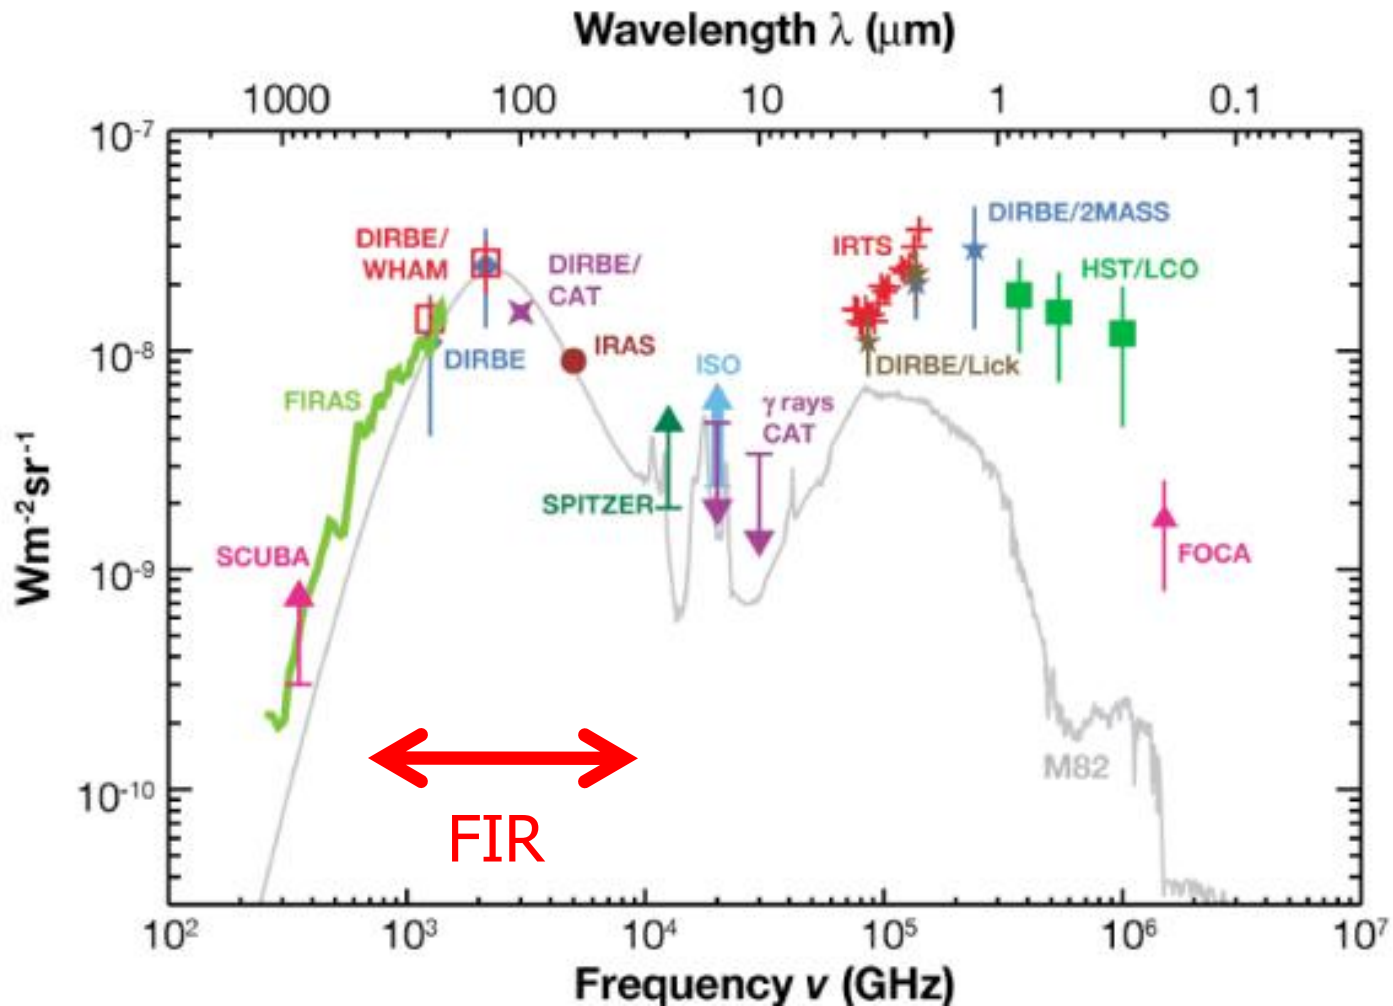 Wavelength λ (μm)
1000 100 10 1 0.1
10-7
10-8
10-9
10-10
Wm-2sr-1
DIRBE/
WHAM
DIRBE/
CAT
DIRBE
IRAS
FIRAS
SCUBA
SPITZER
ISO
γ rays
CAT
IRTS
DIRBE/2MASS
HST/LCO
DIRBE/Lick
FOCA
M82
FIR
102 103 104 105 106 107
Frequency ν (GHz)